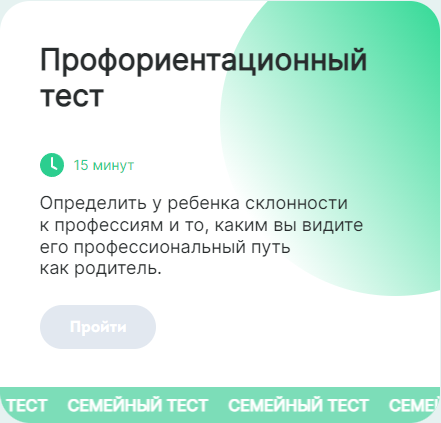 Профориентационный
тест
15 минут
Определить у ребенка склонности
к профессиям и то, каким вы видите
его профессиональный путь
как родитель.
Пройти
ТЕСТ СЕМЕЙНЫЙ ТЕСТ СЕМЕЙНЫЙ ТЕСТ СЕМЕ